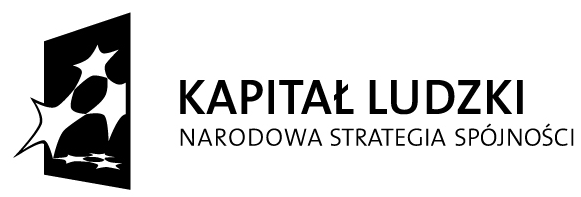 KAPITAŁ LUDZKI
NARODOWA STRATEGIA SPÓJNOŚCI